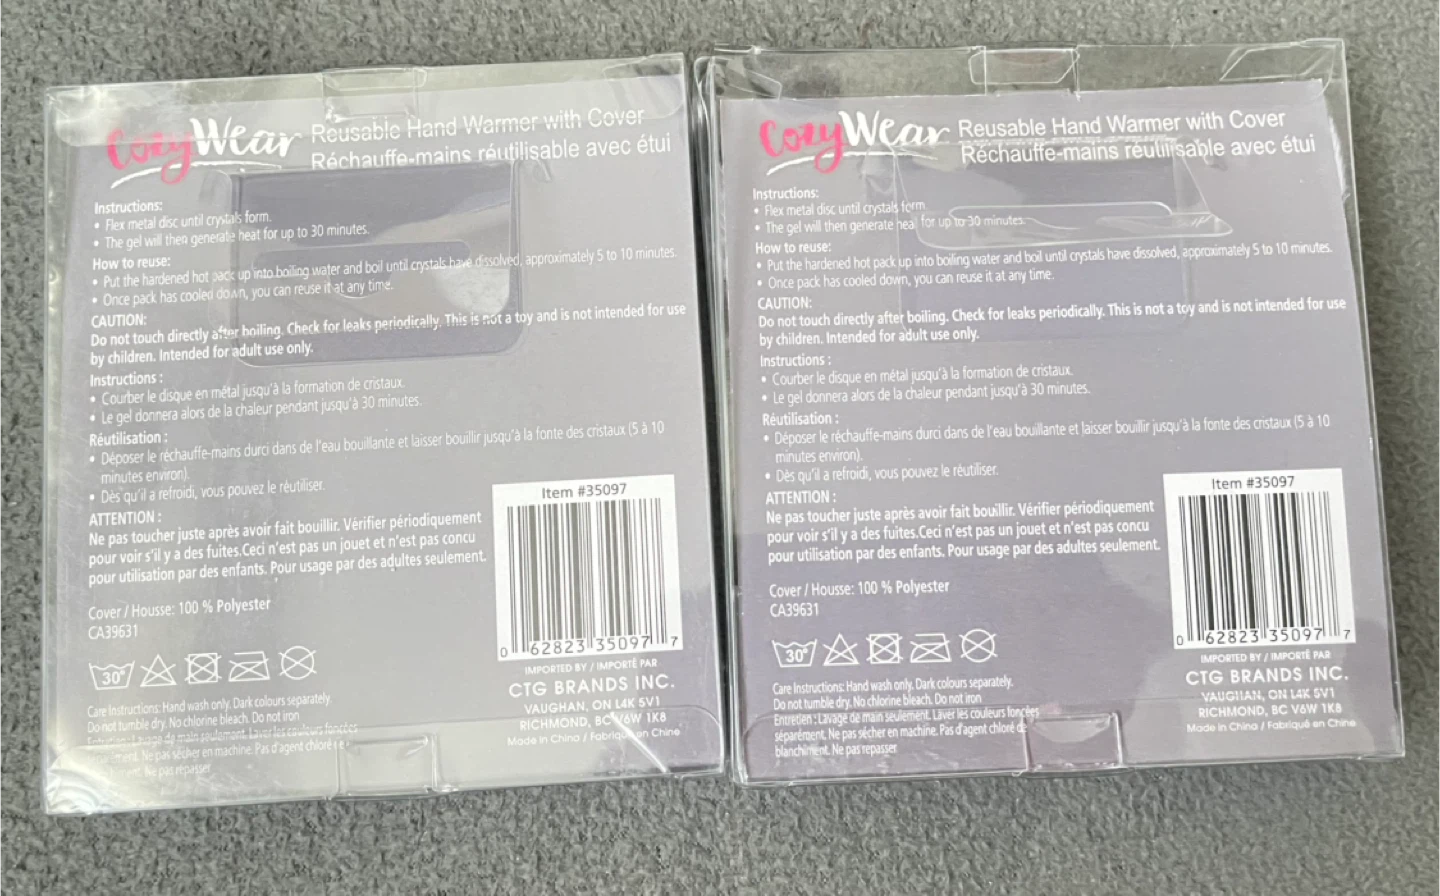 CozyWear Reusable Hand Warmer with Cover
Réchauffe-mains réutilisable avec étui
Instructions:
• Flex metal disc until crystals form.
• The gel will then generate heat for up to 30 minutes.
How to reuse:
• Put the hardened hot pack up into boiling water and boil until crystals have dissolved, approximately 5 to 10 minutes.
• Once pack has cooled down, you can reuse it at any time.
CAUTION:
Do not touch directly after boiling. Check for leaks periodically. This is not a toy and is not intended for use
by children. Intended for adult use only.
Instructions :
• Courber le disque en métal jusqu'à la formation de cristaux.
• Le gel donnera alors de la chaleur pendant jusqu'à 30 minutes.
Réutilisation :
• Déposer le réchauffe-mains durci dans de l'eau bouillante et laisser bouillir jusqu'à la fonte des cristaux (5 à 10
minutes environ).
• Dès qu'il a refroidi, vous pouvez le réutiliser.
ATTENTION :
Ne pas toucher juste après avoir fait bouillir. Vérifier périodiquement
pour voir s'il y a des fuites.Ceci n'est pas un jouet et n'est pas concu
pour utilisation par des enfants. Pour usage par des adultes seulement.
Cover / Housse: 100 % Polyester
CA39631
30°
Care Instructions: Hand wash only. Dark colours separately.
Do not tumble dry. No chlorine bleach. Do not iron
Entretien : Lavage de main seulement. Laver les couleurs foncées
séparément. Ne pas sécher en machine. Pas d'agent chloré
Ne pas repasser
Item #35097
0 62823 35097 7
IMPORTED BY / IMPORTÉ PAR
CTG BRANDS INC.
VAUGHAN, ON L4K 5V1
RICHMOND, BC V6W 1K8
Made in China / Fabriqué en Chine
CozyWear Reusable Hand Warmer with Cover
Réchauffe-mains réutilisable avec étui
Instructions:
• Flex metal disc until crystals form
• The gel will then generate heat for up to 30 minutes.
How to reuse:
• Put the hardened hot pack up into boiling water and boil until crystals have dissolved, approximately 5 to 10 minutes.
• Once pack has cooled down, you can reuse it at any time.
CAUTION:
Do not touch directly after boiling. Check for leaks periodically. This is not a toy and is not intended for use
by children. Intended for adult use only.
Instructions :
• Courber le disque en métal jusqu'à la formation de cristaux.
• Le gel donnera alors de la chaleur pendant jusqu'à 30 minutes.
Réutilisation :
• Déposer le réchauffe-mains durci dans de l'eau bouillante et laisser bouillir jusqu'à la fonte des cristaux (5 à 10
minutes environ).
• Dès qu'il a refroidi, vous pouvez le réutiliser.
ATTENTION :
Ne pas toucher juste après avoir fait bouillir. Vérifier périodiquement
pour voir s'il y a des fuites.Ceci n'est pas un jouet et n'est pas concu
pour utilisation par des enfants. Pour usage par des adultes seulement.
Cover / Housse: 100 % Polyester
CA39631
30°
Care Instructions: Hand wash only. Dark colours separately.
Do not tumble dry. No chlorine bleach. Do not iron
Entretien : Lavage de main seulement. Laver les couleurs foncées
séparément. Ne pas sécher en machine. Pas d'agent chloré de
blanchiment. Ne pas repasser
Item #35097
0 62823 35097 7
IMPORTED BY / IMPORTÉ PAR
CTG BRANDS INC.
VAUGHAN, ON L4K 5V1
RICHMOND, BC V6W 1K8
Made in China / Fabriqué en Chine